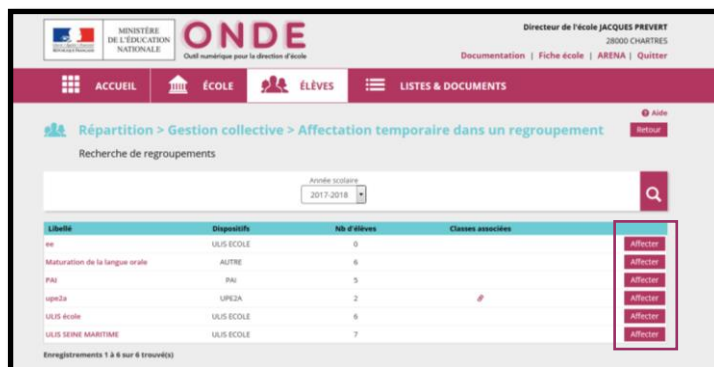 MINISTÈRE
DE L'ÉDUCATION
NATIONALE
ONDE
Outil numérique pour la direction d'école
Directeur de l'école JACQUES PREVERT
28000 CHARTRES
Documentation | Fiche école | ARENA | Quitter
ACCUEIL ÉCOLE ÉLÈVES LISTES & DOCUMENTS
Aide
Répartition > Gestion collective > Affectation temporaire dans un regroupement Retour
Recherche de regroupements
Année scolaire
2017-2018
Libellé Dispositifs Nb d'élèves Classes associées
ee ULIS ECOLE 0 Affecter
Maturation de la langue orale AUTRE 6 Affecter
PAI PAI 5 Affecter
upe2a UPE2A 2 Affecter
ULIS école ULIS ECOLE 6 Affecter
ULIS SEINE MARITIME ULIS ECOLE 7 Affecter
Enregistrements 1 à 6 sur 6 trouvé(s)